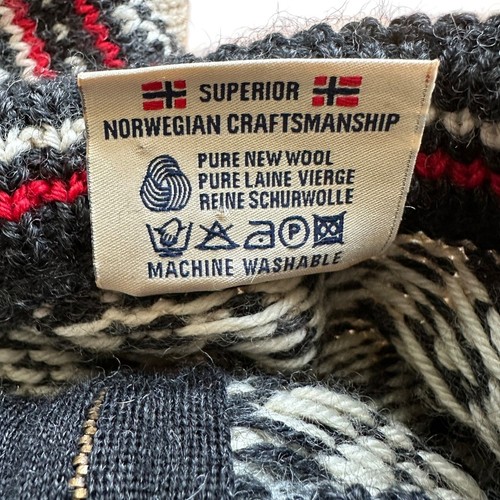 SUPERIOR
NORWEGIAN CRAFTSMANSHIP
PURE NEW WOOL
PURE LAINE VIERGE
REINE SCHURWOLLE
P
MACHINE WASHABLE